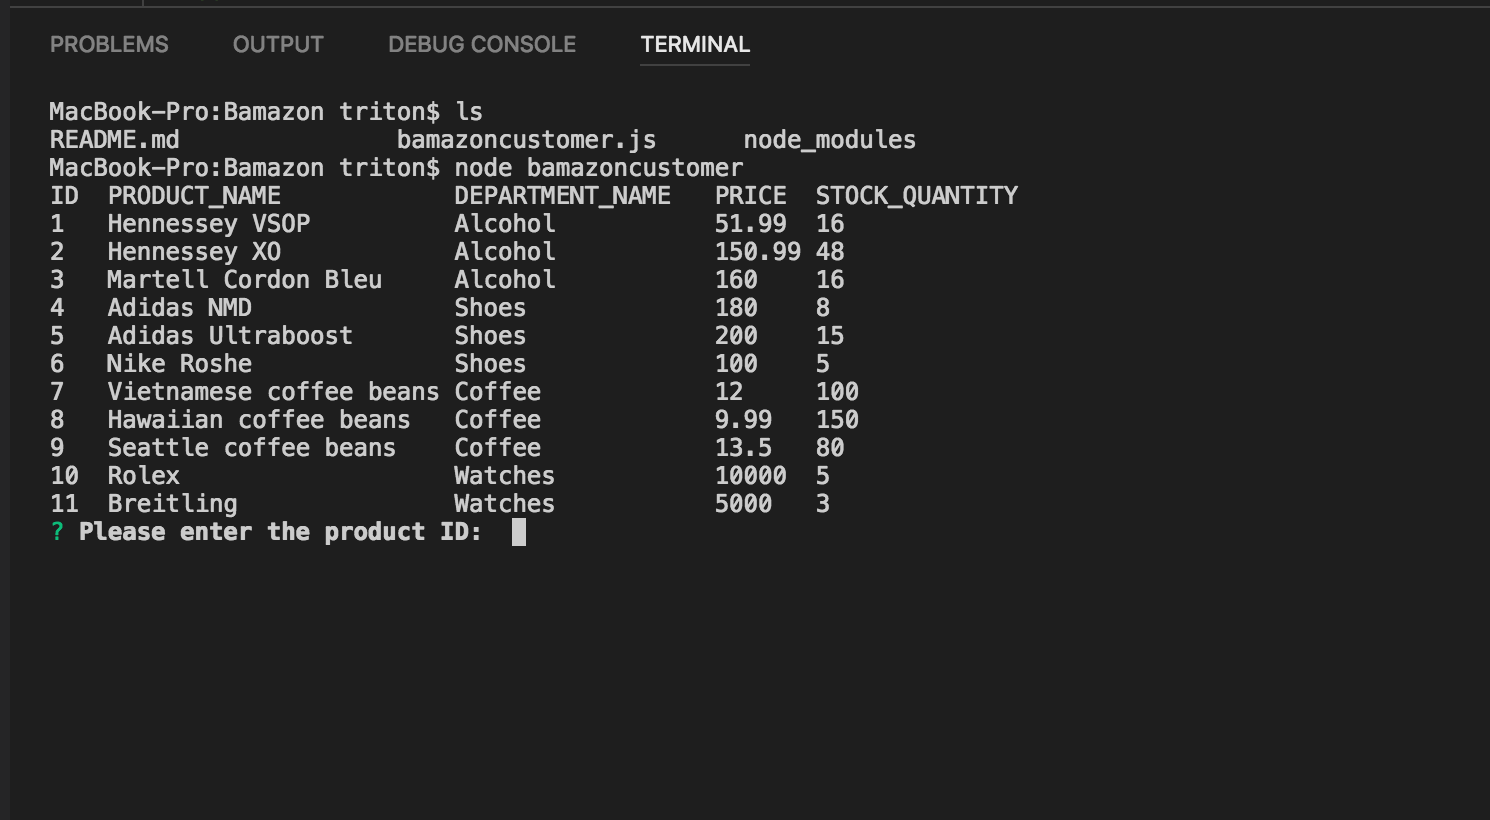 PROBLEMS OUTPUT DEBUG CONSOLE TERMINAL
MacBook-Pro:Bamazon triton$ ls
README.md bamazoncustomer.js node_modules
MacBook-Pro:Bamazon triton$ node bamazoncustomer
ID PRODUCT_NAME DEPARTMENT_NAME PRICE STOCK_QUANTITY
1 Hennessey VSOP Alcohol 51.99 16
2 Hennessey XO Alcohol 150.99 48
3 Martell Cordon Bleu Alcohol 160 16
4 Adidas NMD Shoes 180 8
5 Adidas Ultraboost Shoes 200 15
6 Nike Roshe Shoes 100 5
7 Vietnamese coffee beans Coffee 12 100
8 Hawaiian coffee beans Coffee 9.99 150
9 Seattle coffee beans Coffee 13.5 80
10 Rolex Watches 10000 5
11 Breitling Watches 5000 3
? Please enter the product ID: